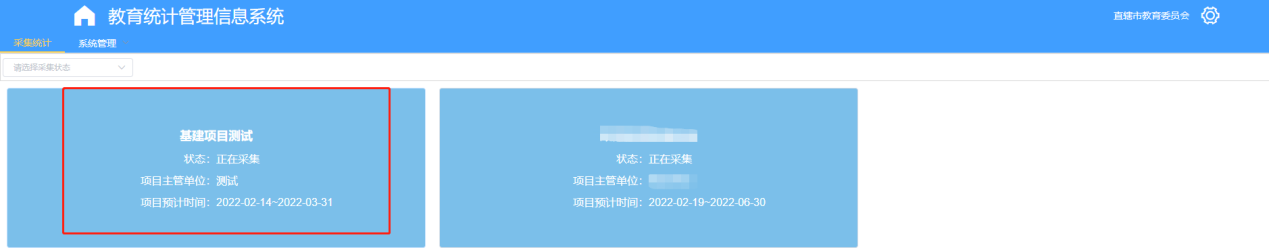 教育统计管理信息系统
直辖市教育委员会
采集统计 系统管理
请选择采集状态
基建项目测试
状态：正在采集
项目主管单位：测试
项目预计时间：2022-02-14~2022-03-31
状态：正在采集
项目主管单位：
项目预计时间：2022-02-19~2022-06-30